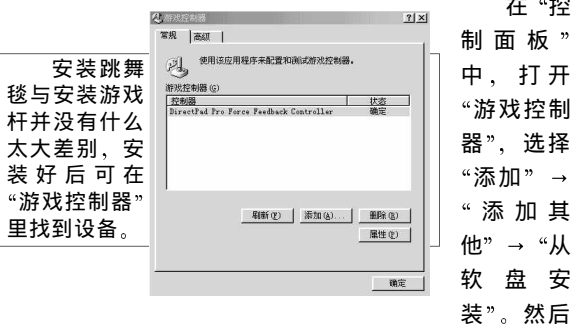 安装跳舞
毯与安装游戏
杆并没有什么
太大差别，安
装好后可在
“游戏控制器”
里找到设备。
游戏控制器
常规 高级
使用该应用程序来配置和测试游戏控制器。
游戏控制器(G)
控制器 状态
DirectPad Pro Force Feedback Controller 确定
刷新(F) 添加(A)... 删除(R)
属性(P)
确定
在“控
制面板”
中，打开
“游戏控制
器”，选择
“添加”→
“添加其
他”→“从
软盘安
装”。然后